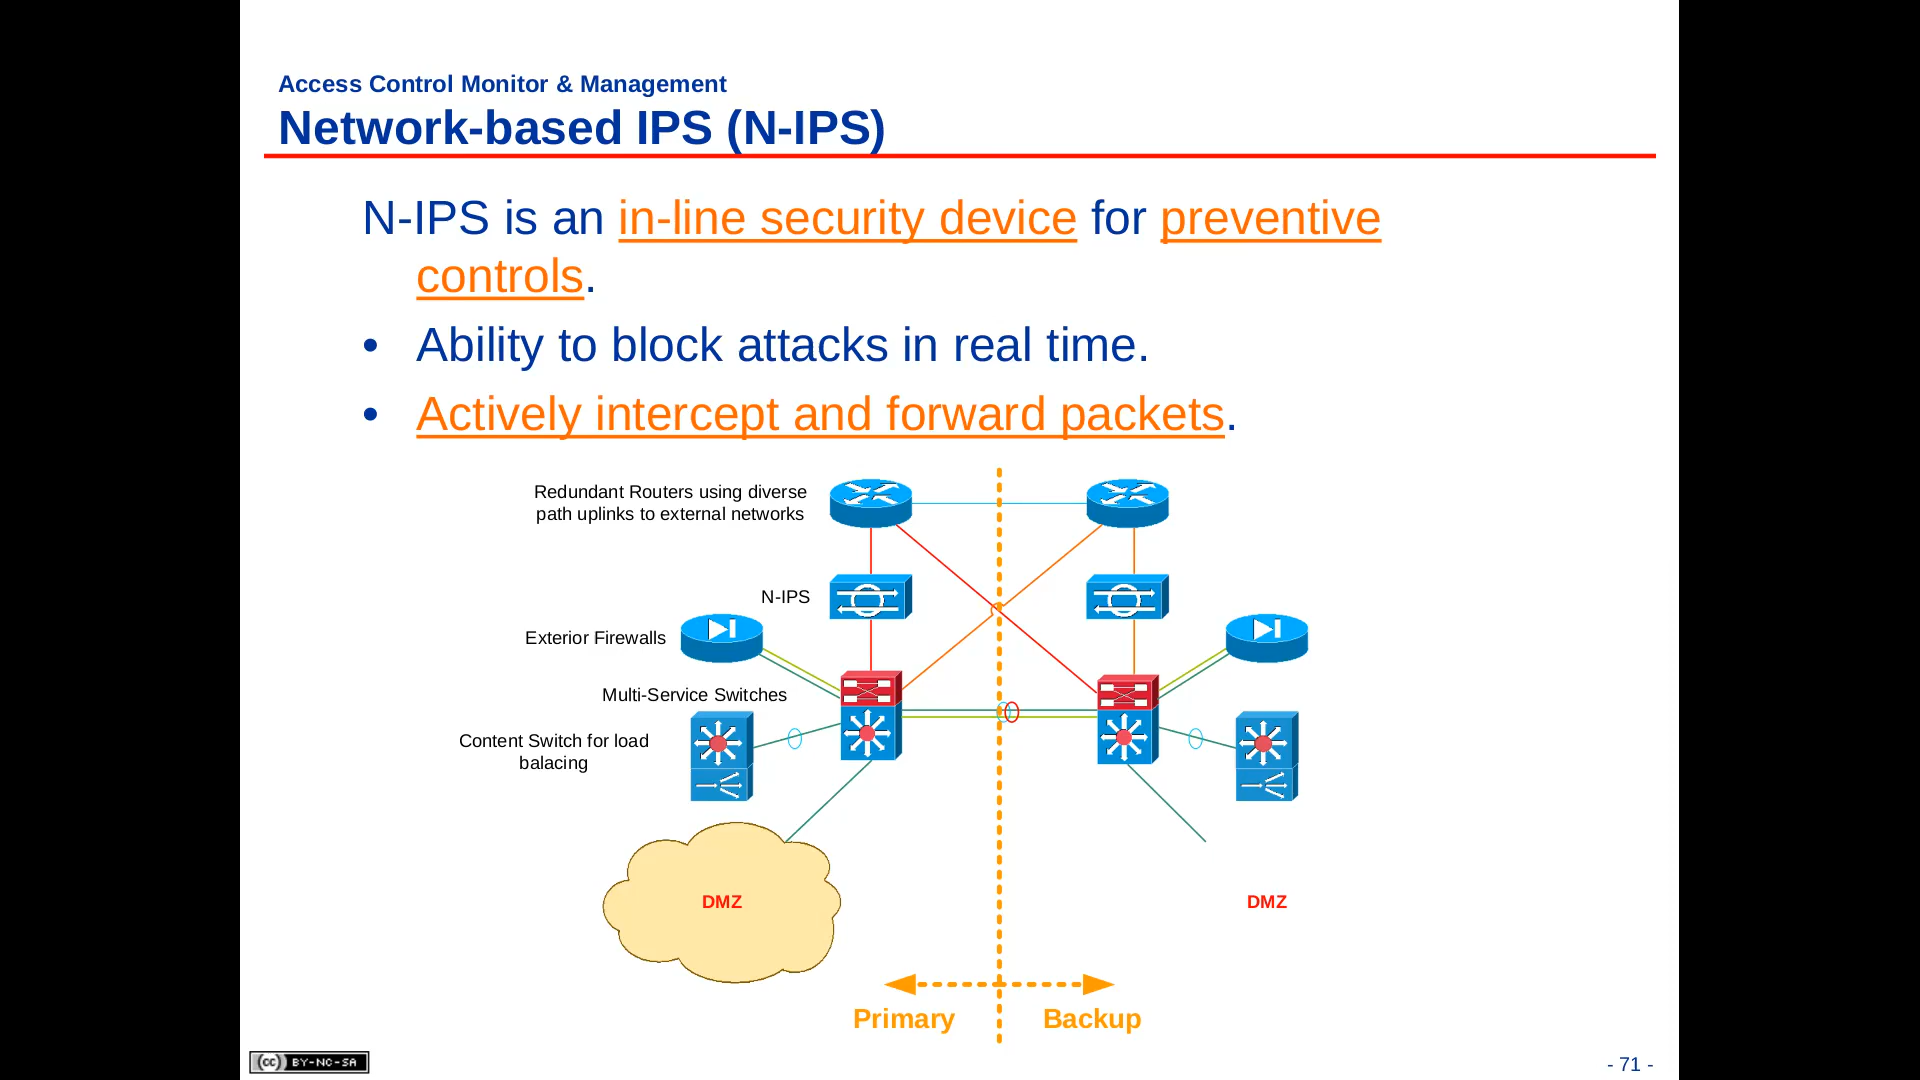 Access Control Monitor & Management
Network-based IPS (N-IPS)
N-IPS is an in-line security device for preventive
controls.
• Ability to block attacks in real time.
• Actively intercept and forward packets.
Redundant Routers using diverse
path uplinks to external networks
N-IPS
Exterior Firewalls
Multi-Service Switches
Content Switch for load
balacing
DMZ
DMZ
Primary
Backup
(cc) BY-NC-SA
- 71 -